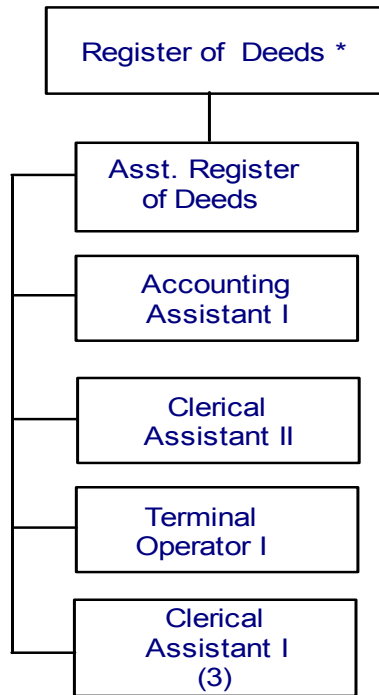 Register of Deeds *
Asst. Register
of Deeds
Accounting
Assistant I
Clerical
Assistant II
Terminal
Operator I
Clerical
Assistant I
(3)